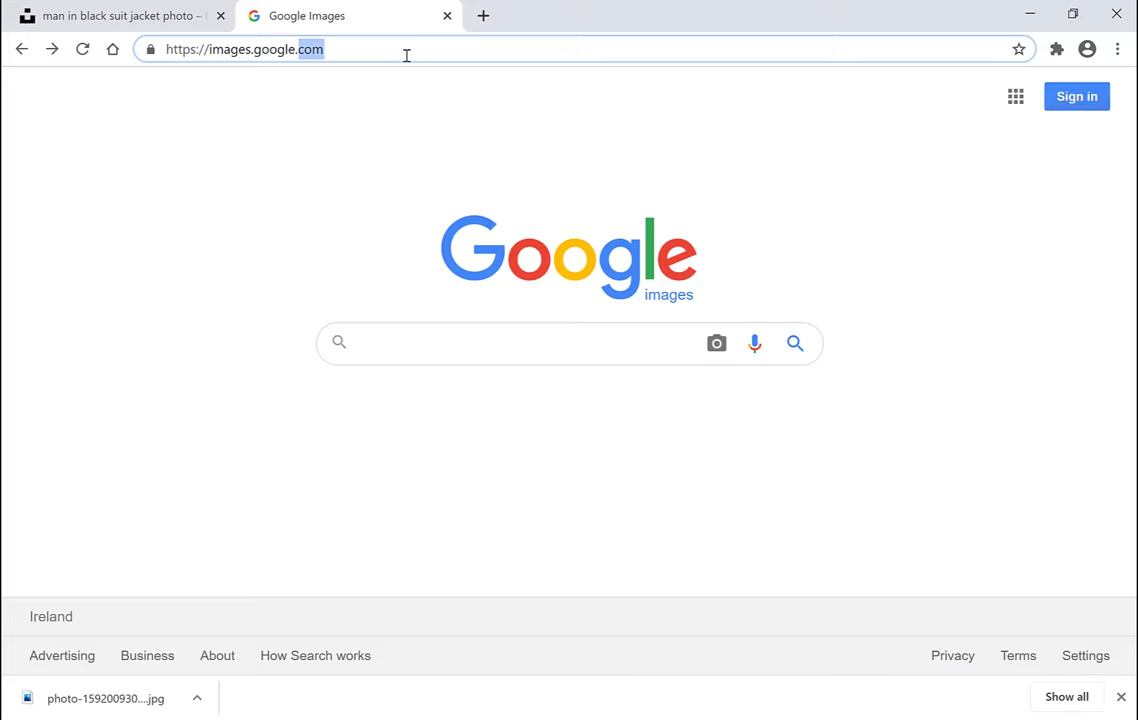 man in black suit jacket photo –
Google Images
https://images.google.com
Sign in
Google
images
Ireland
Advertising
Business
About
How Search works
Privacy
Terms
Settings
photo-159200930....jpg
Show all